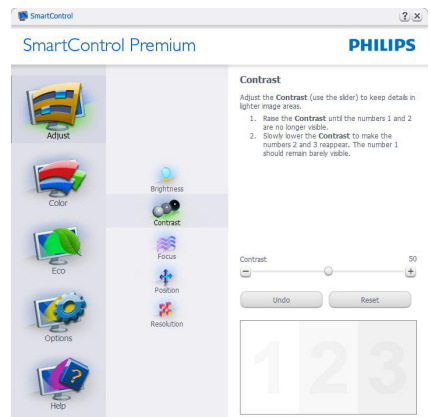 SmartControl
SmartControl Premium
PHILIPS
Adjust
Color
Eco
Options
Help
Brightness
Contrast
Focus
Position
Resolution
Contrast
Adjust the Contrast (use the slider) to keep details in
lighter image areas.
1. Raise the Contrast until the numbers 1 and 2
are no longer visible.
2. Slowly lower the Contrast to make the
numbers 2 and 3 reappear. The number 1
should remain barely visible.
Contrast 50
Undo Reset
1 2 3